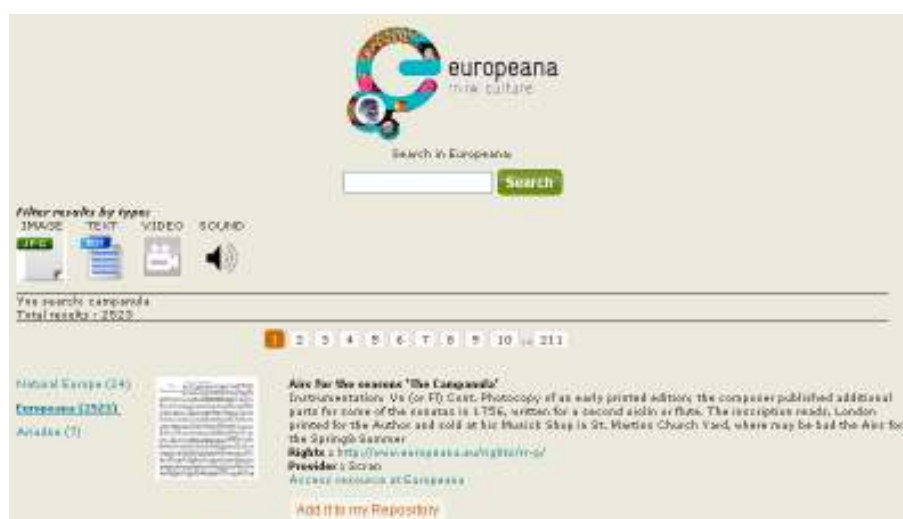 europeana
think culture
Search in Europeana:
Search
Filter results by type:
IMAGE TEXT VIDEO SOUND
JPG
You search: campanula
Total results : 2523
1 2 3 4 5 6 7 8 9 10 ... 211
Natural Europe (24)
Europeana (2523)
Ariadne (7)
Airs for the seasons 'The Campanula'
Instrumentation: Vn (or Fl) Cont. Photocopy of an early printed edition; the composer published additional
parts for some of the sonatas in 1756, written for a second violin or flute. The inscription reads, London
printed for the Author and sold at his Musick Shop in St. Martins Church Yard, where may be had the Airs for
the Spring& Summer
Rights : http://www.europeana.eu/rights/rr-p/
Provider : Scran
Access resource at Europeana
Add it to my Repository